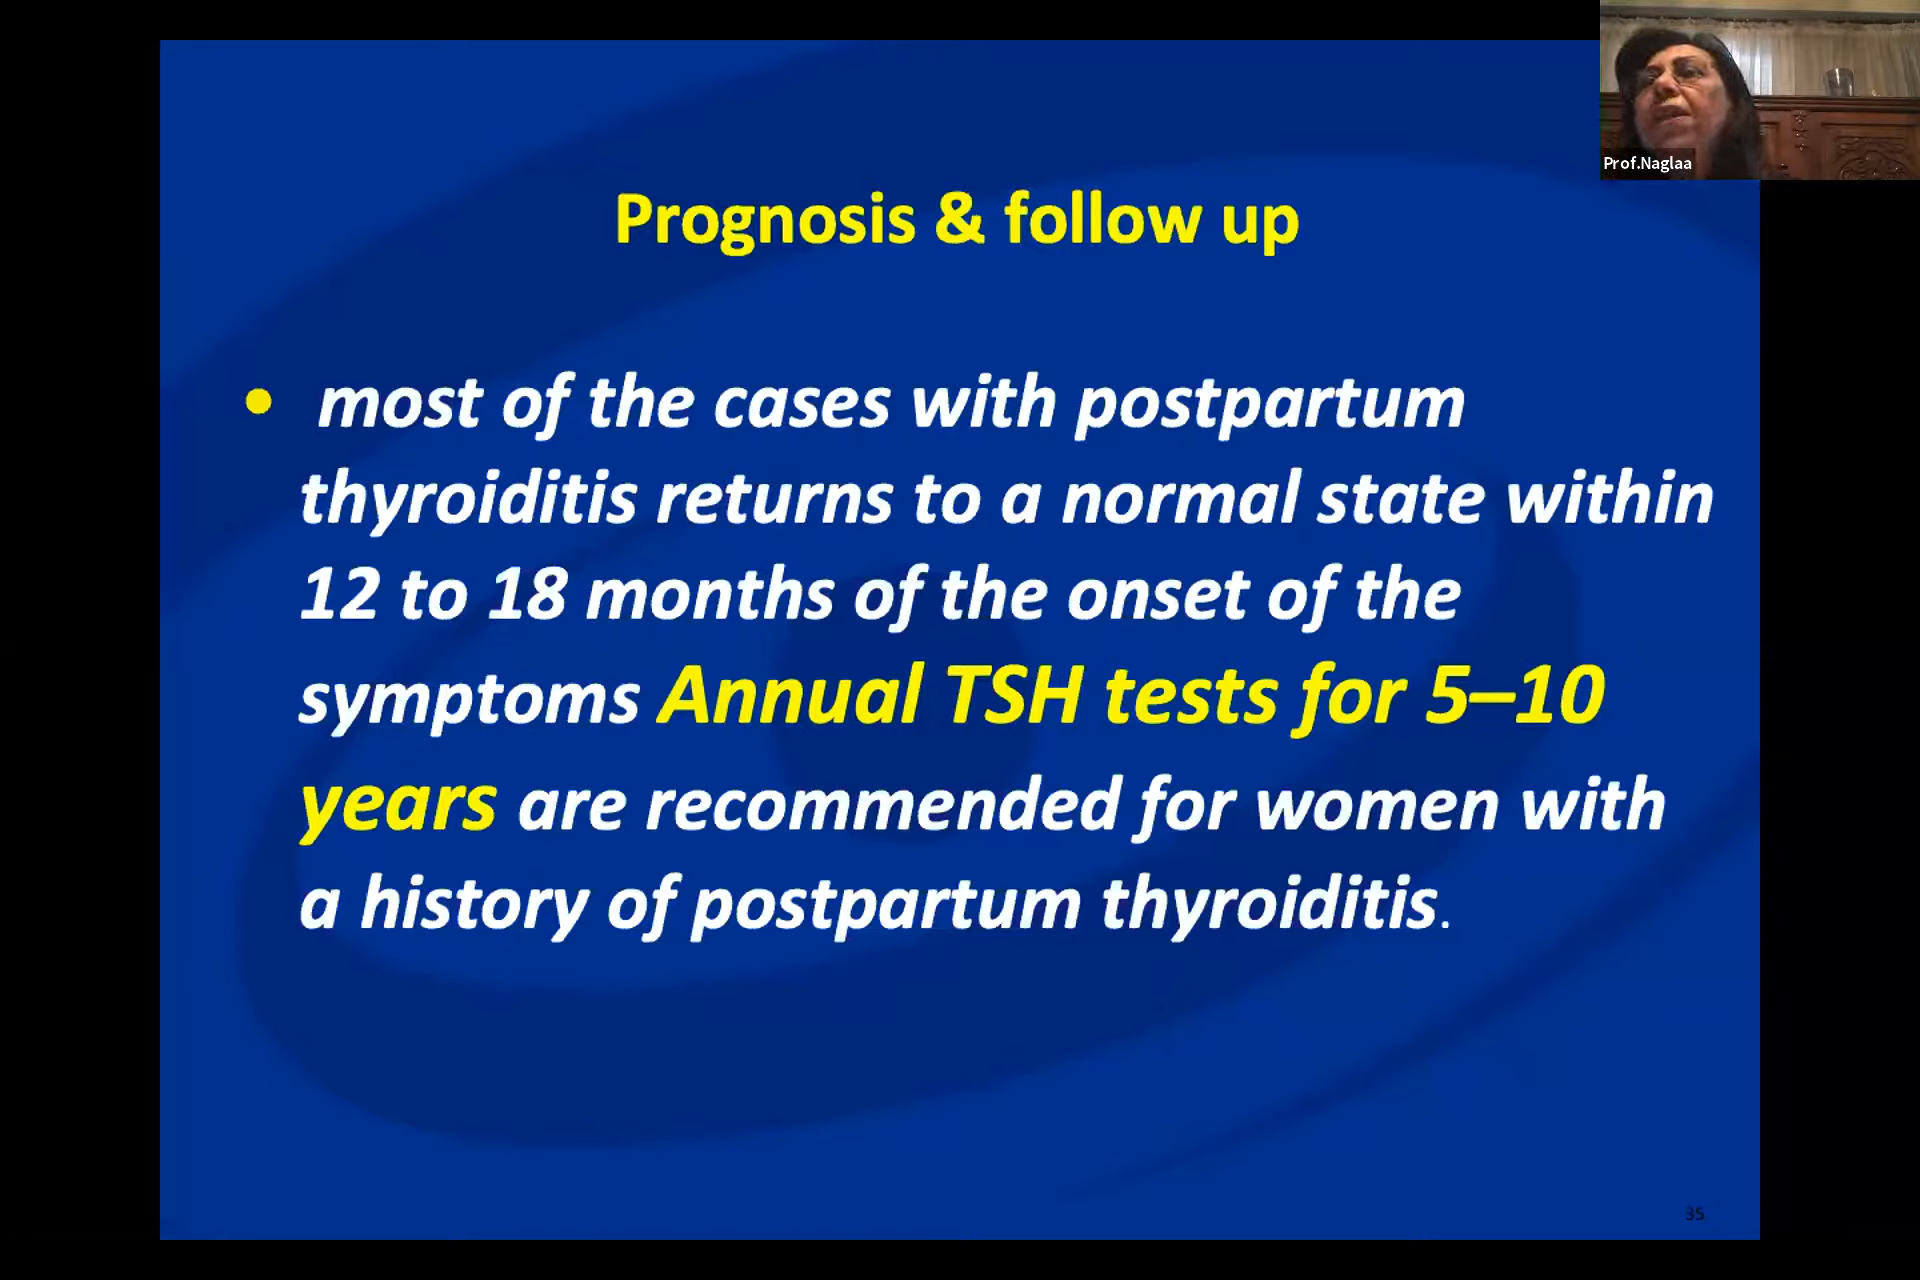 Prof.Naglaa
Prognosis & follow up
• most of the cases with postpartum
thyroiditis returns to a normal state within
12 to 18 months of the onset of the
symptoms Annual TSH tests for 5–10
years are recommended for women with
a history of postpartum thyroiditis.
35